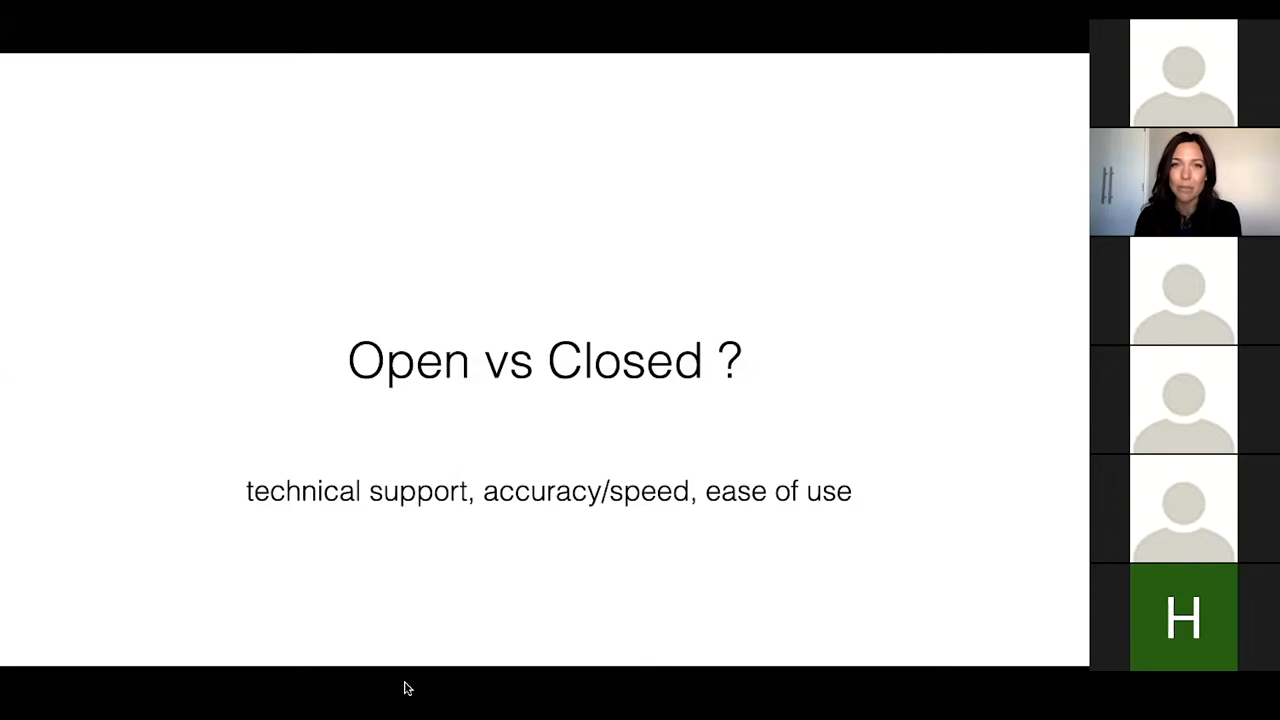 Open vs Closed ?
technical support, accuracy/speed, ease of use
H